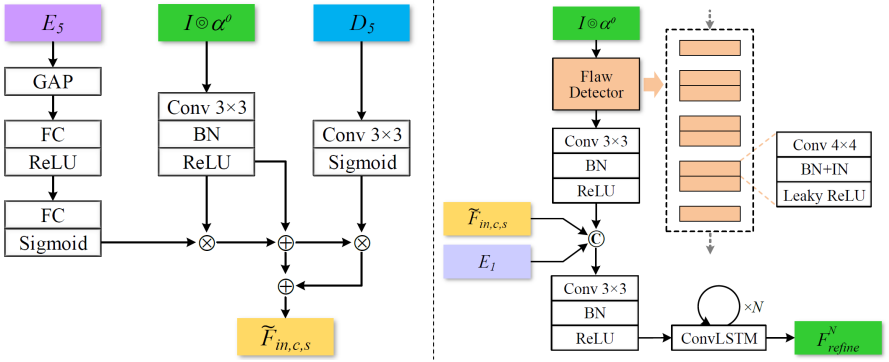 E₅
I⊚α⁰
D₅
GAP
FC
ReLU
FC
Sigmoid
Conv 3×3
BN
ReLU
Conv 3×3
Sigmoid
F̃in,c,s
I⊚α⁰
Flaw
Detector
Conv 3×3
BN
ReLU
Conv 4×4
BN+IN
Leaky ReLU
F̃in,c,s
C
E₁
Conv 3×3
BN
ReLU
×N
ConvLSTM
Fᴺrefine